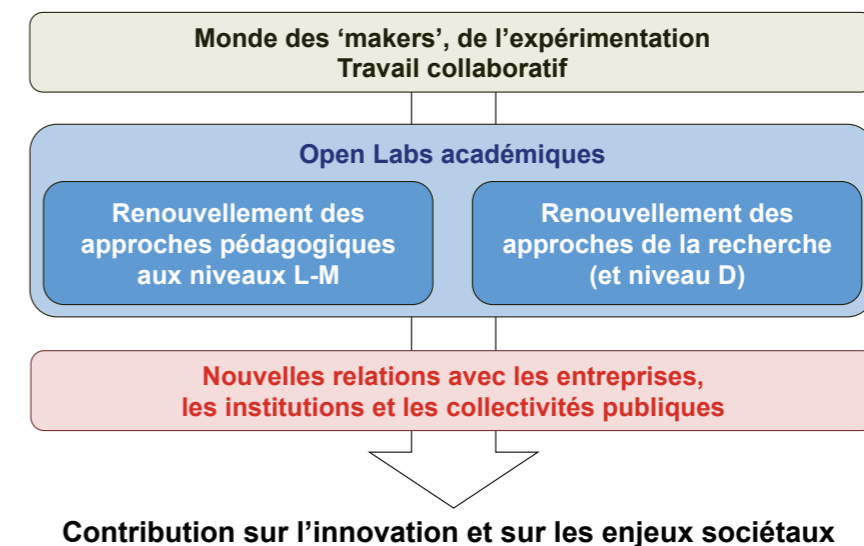 Monde des ‘makers’, de l’expérimentation
Travail collaboratif
Open Labs académiques
Renouvellement des
approches pédagogiques
aux niveaux L-M
Renouvellement des
approches de la recherche
(et niveau D)
Nouvelles relations avec les entreprises,
les institutions et les collectivités publiques
Contribution sur l’innovation et sur les enjeux sociétaux